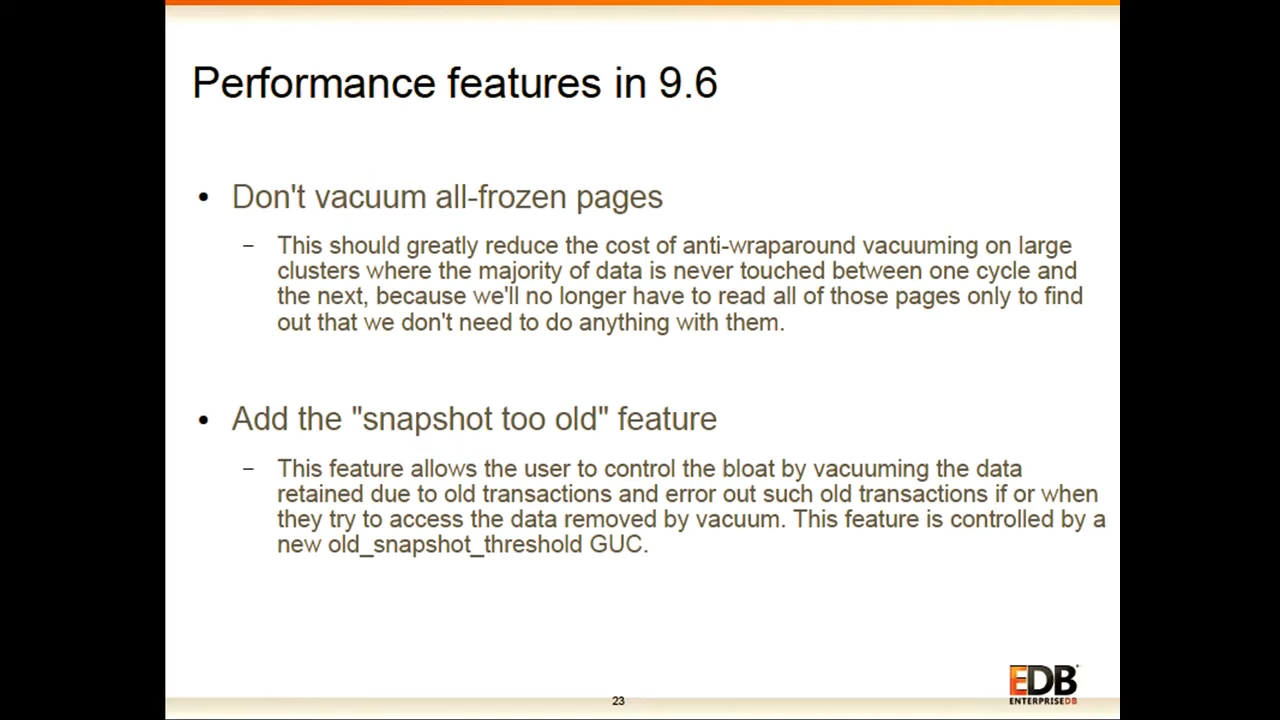 Performance features in 9.6
• Don't vacuum all-frozen pages
– This should greatly reduce the cost of anti-wraparound vacuuming on large
clusters where the majority of data is never touched between one cycle and
the next, because we'll no longer have to read all of those pages only to find
out that we don't need to do anything with them.
• Add the "snapshot too old" feature
– This feature allows the user to control the bloat by vacuuming the data
retained due to old transactions and error out such old transactions if or when
they try to access the data removed by vacuum. This feature is controlled by a
new old_snapshot_threshold GUC.
EDB
ENTERPRISEDB
23